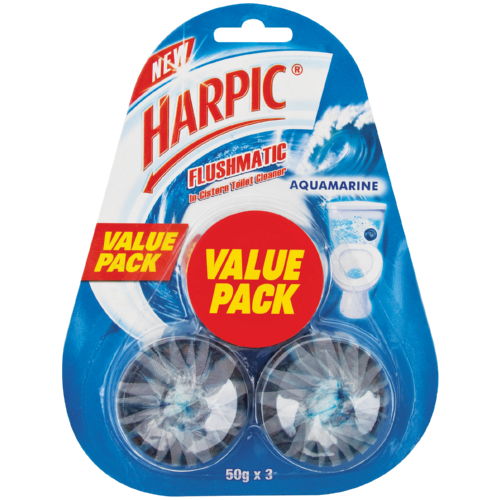 NEW
HARPIC®
FLUSHMATIC
In-Cistern Toilet Cleaner
AQUAMARINE
VALUE
PACK
VALUE
PACK
50g x 3